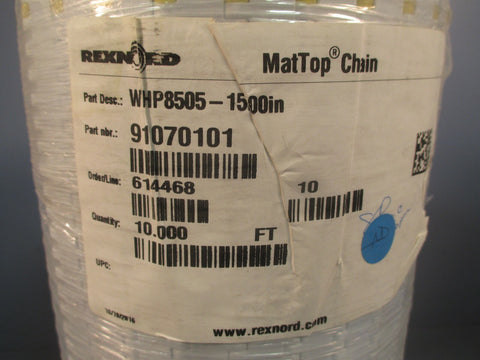 REXNORD
MatTop® Chain
Part Desc.: WHP8505-1500in
Part nbr.: 91070101
Order/Line: 614468 10
Quantity: 10.000 FT
UPC:
www.rexnord.com